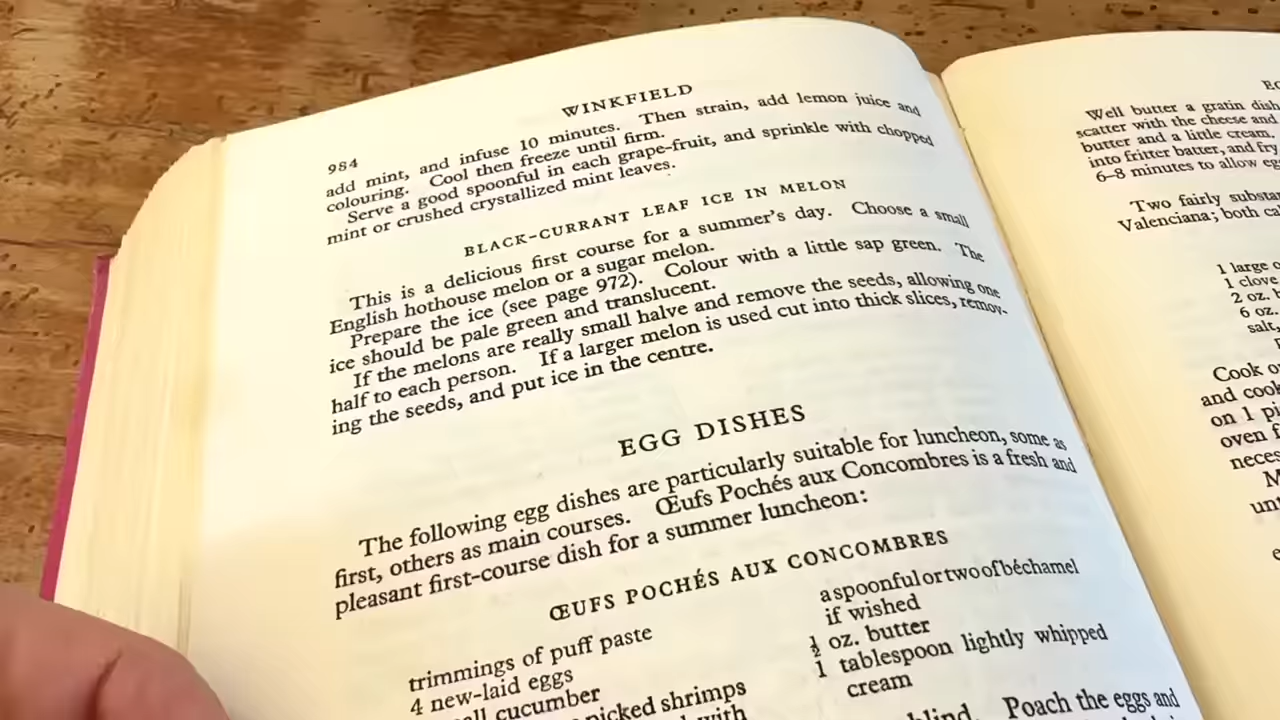 984
WINKFIELD
add mint, and infuse 10 minutes. Then strain, add lemon juice and
colouring. Cool then freeze until firm.
Serve a good spoonful in each grape-fruit, and sprinkle with chopped
mint or crushed crystallized mint leaves.
BLACK-CURRANT LEAF ICE IN MELON
This is a delicious first course for a summer's day. Choose a small
English hothouse melon or a sugar melon.
Prepare the ice (see page 972). Colour with a little sap green. The
ice should be pale green and translucent.
If the melons are really small halve and remove the seeds, allowing one
half to each person. If a larger melon is used cut into thick slices, remov-
ing the seeds, and put ice in the centre.
EGG DISHES
The following egg dishes are particularly suitable for luncheon, some as
first, others as main courses. Œufs Pochés aux Concombres is a fresh and
pleasant first-course dish for a summer luncheon:
ŒUFS POCHÉS AUX CONCOMBRES
trimmings of puff paste
4 new-laid eggs
cucumber
picked shrimps
with
a spoonful or two of béchamel
if wished
½ oz. butter
1 tablespoon lightly whipped
cream
blind. Poach the eggs and
Well butter a gratin dish
scatter with the cheese and
butter and a little cream.
into fritter batter, and fry
6–8 minutes to allow
Two fairly
Valenciana; both
1 large
1 clove
2 oz.
6 oz.
salt,
Cook
and cook
on 1
oven